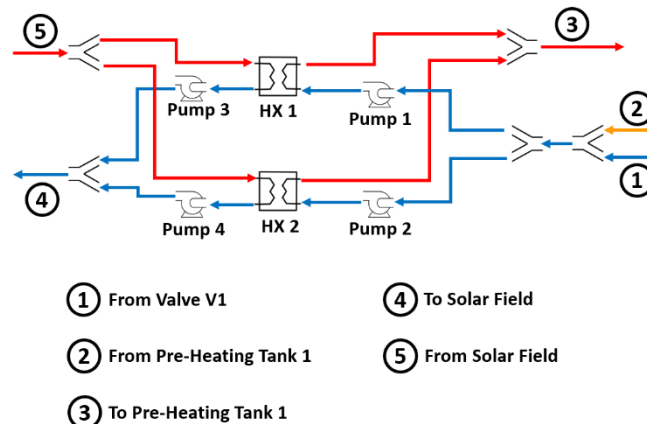 5
3
Pump 3
HX 1
Pump 1
2
4
1
Pump 4
HX 2
Pump 2
1 From Valve V1
4 To Solar Field
2 From Pre-Heating Tank 1
5 From Solar Field
3 To Pre-Heating Tank 1